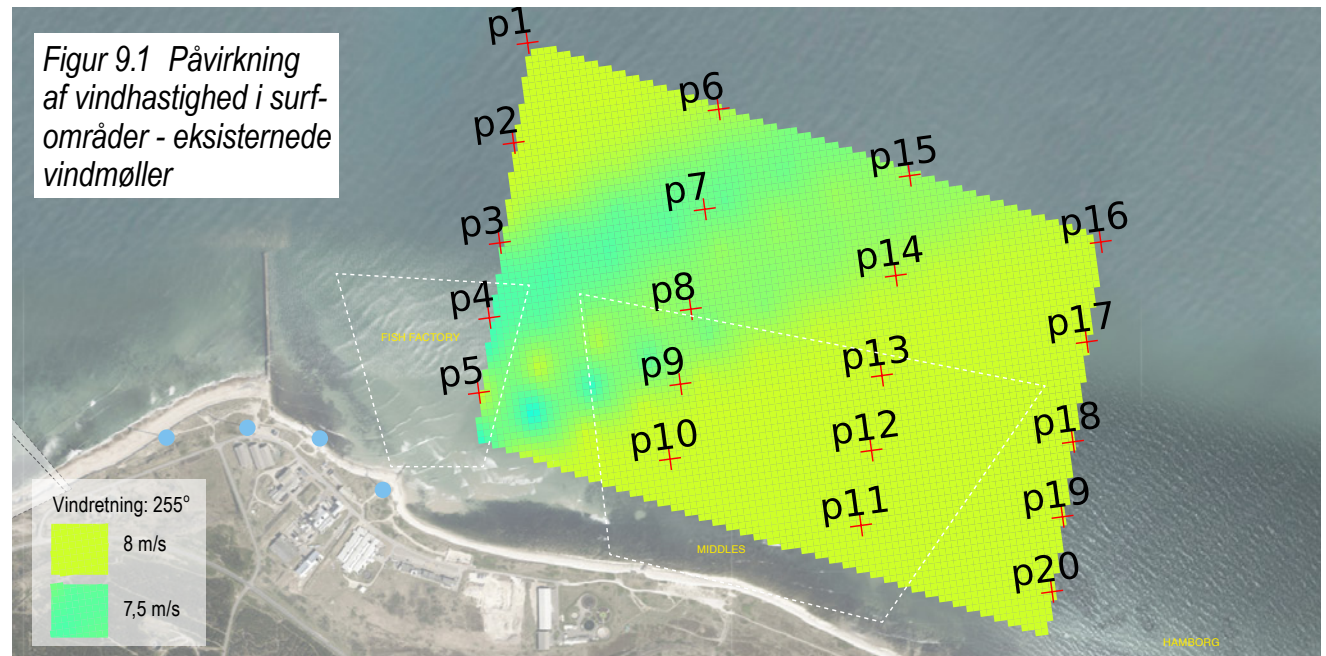 Figur 9.1 Påvirkning
af vindhastighed i surf-
områder - eksisternede
vindmøller
p1
p6
p2
p15
p7
p3
p16
p14
p4
p8
p17
FISH FACTORY
p13
p9
p5
p18
p12
p10
p19
p11
MIDDLES
p20
HAMBORG
Vindretning: 255°
8 m/s
7,5 m/s